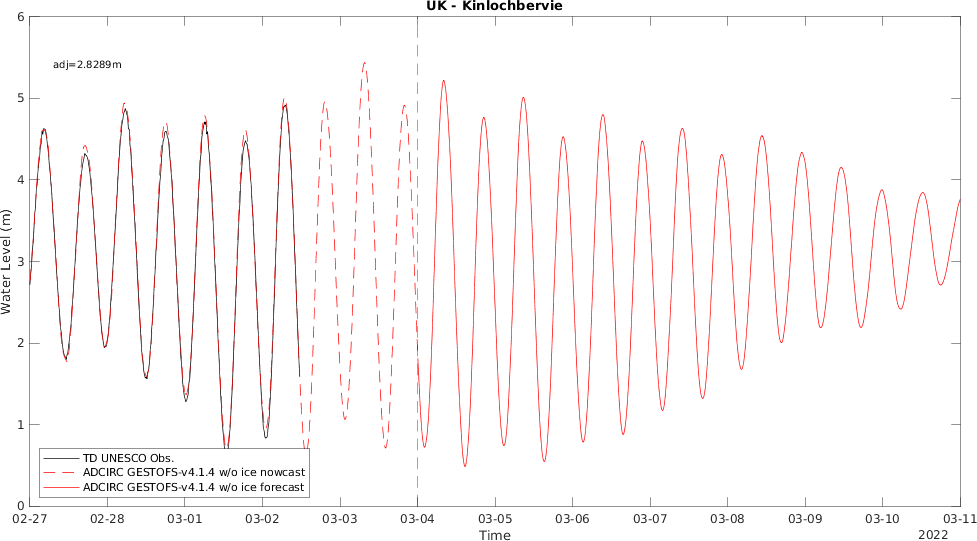 UK - Kinlochbervie
adj=2.8289m
6
5
4
3
2
1
0
Water Level (m)
TD UNESCO Obs.
ADCIRC GESTOFS-v4.1.4 w/o ice nowcast
ADCIRC GESTOFS-v4.1.4 w/o ice forecast
02-27 02-28 03-01 03-02 03-03 03-04 03-05 03-06 03-07 03-08 03-09 03-10 03-11
Time
2022